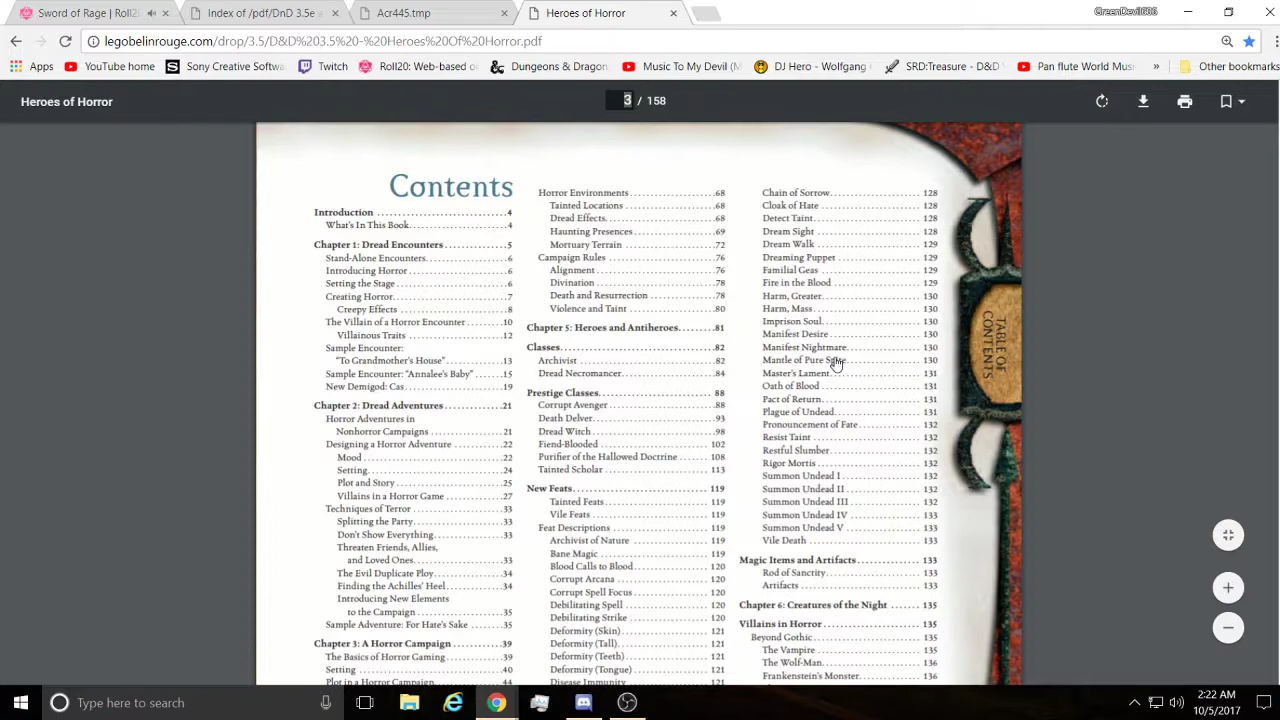 Sword of Rage | Roll2
Index of /pdf/DnD 3.5e
Acr445.tmp
Heroes of Horror
GreenDevil606
legobelinrouge.com/drop/3.5/D&D%203.5%20-%20Heroes%20Of%20Horror.pdf
Apps
YouTube home
Sony Creative Softwa
Twitch
Roll20: Web-based o
Dungeons & Dragon
Music To My Devil (M
DJ Hero - Wolfgang
SRD:Treasure - D&D
Pan flute World Mus
»
Other bookmarks
Heroes of Horror
3 / 158
Contents
Introduction 4
What's In This Book 4
Chapter 1: Dread Encounters 5
Stand-Alone Encounters 6
Introducing Horror 6
Setting the Stage 6
Creating Horror 7
Creepy Effects 8
The Villain of a Horror Encounter 10
Villainous Traits 12
Sample Encounter:
"To Grandmother's House" 13
Sample Encounter: "Annalee's Baby" 15
New Demigod: Cas 19
Chapter 2: Dread Adventures 21
Horror Adventures in
Nonhorror Campaigns 21
Designing a Horror Adventure 22
Mood 22
Setting 24
Plot and Story 25
Villains in a Horror Game 27
Techniques of Terror 33
Splitting the Party 33
Don't Show Everything 33
Threaten Friends, Allies,
and Loved Ones 33
The Evil Duplicate Ploy 34
Finding the Achilles' Heel 34
Introducing New Elements
to the Campaign 35
Sample Adventure: For Hate's Sake 35
Chapter 3: A Horror Campaign 39
The Basics of Horror Gaming 39
Setting 40
Plot in a Horror Campaign 44
Horror Environments 68
Tainted Locations 68
Dread Effects 68
Haunting Presences 69
Mortuary Terrain 72
Campaign Rules 76
Alignment 76
Divination 78
Death and Resurrection 78
Violence and Taint 80
Chapter 5: Heroes and Antiheroes 81
Classes 82
Archivist 82
Dread Necromancer 84
Prestige Classes 88
Corrupt Avenger 88
Death Delver 93
Dread Witch 98
Fiend-Blooded 102
Purifier of the Hallowed Doctrine 108
Tainted Scholar 113
New Feats 119
Tainted Feats 119
Vile Feats 119
Feat Descriptions 119
Archivist of Nature 119
Bane Magic 119
Blood Calls to Blood 120
Corrupt Arcana 120
Corrupt Spell Focus 120
Debilitating Spell 120
Debilitating Strike 120
Deformity (Skin) 121
Deformity (Tall) 121
Deformity (Teeth) 121
Deformity (Tongue) 121
Disease Immunity 121
Chain of Sorrow 128
Cloak of Hate 128
Detect Taint 128
Dream Sight 128
Dream Walk 129
Dreaming Puppet 129
Familial Geas 129
Fire in the Blood 129
Harm, Greater 130
Harm, Mass 130
Imprison Soul 130
Manifest Desire 130
Manifest Nightmare 130
Mantle of Pure 130
Master's Lament 131
Oath of Blood 131
Pact of Return 131
Plague of Undead 131
Pronouncement of Fate 132
Resist Taint 132
Restful Slumber 132
Rigor Mortis 132
Summon Undead I 132
Summon Undead II 132
Summon Undead III 132
Summon Undead IV 133
Summon Undead V 133
Vile Death 133
Magic Items and Artifacts 133
Rod of Sanctity 133
Artifacts 133
Chapter 6: Creatures of the Night 135
Villains in Horror 135
Beyond Gothic 135
The Vampire 135
The Wolf-Man 136
Frankenstein's Monster 136
TABLE OF
CONTENTS
Type here to search
2:22 AM
10/5/2017